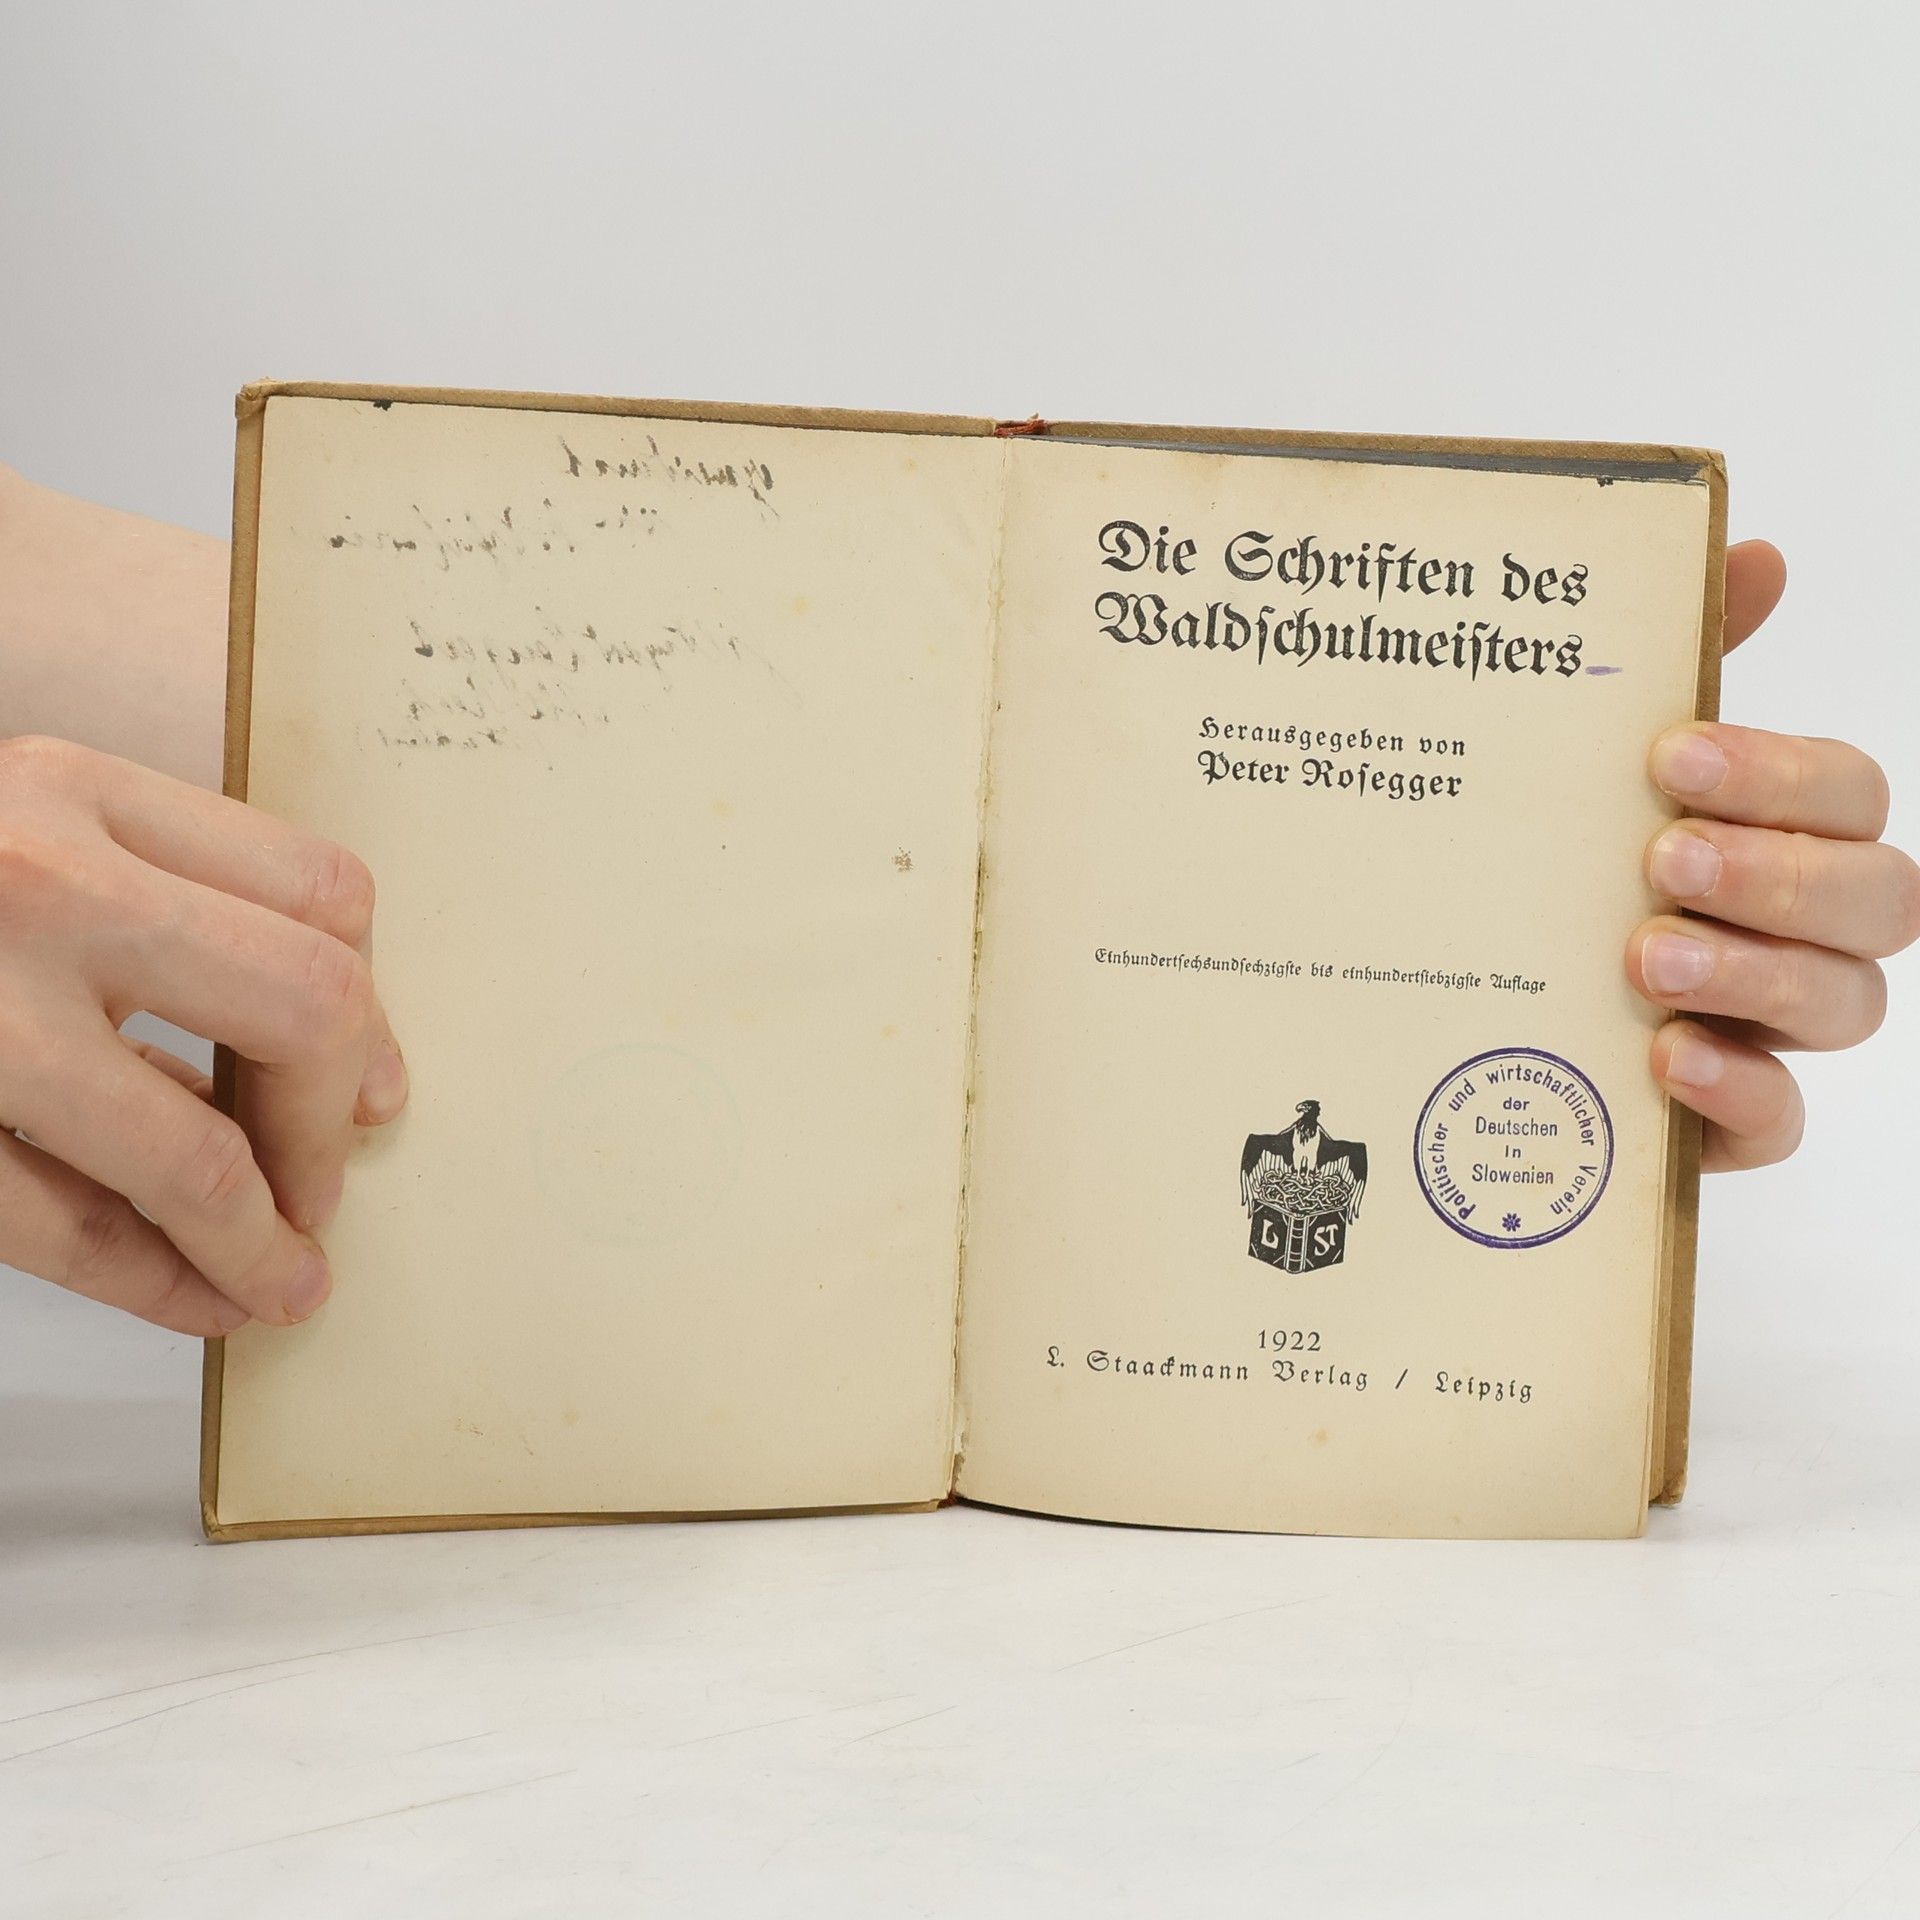 Die Schriften des
Waldschulmeisters
Herausgegeben von
Peter Rosegger
Einhundertsechsundsechzigste bis einhundertsiebzigste Auflage
Politischer und wirtschaftlicher Verein
der
Deutschen
in
Slowenien
L ST
1922
L. Staackmann Verlag / Leipzig